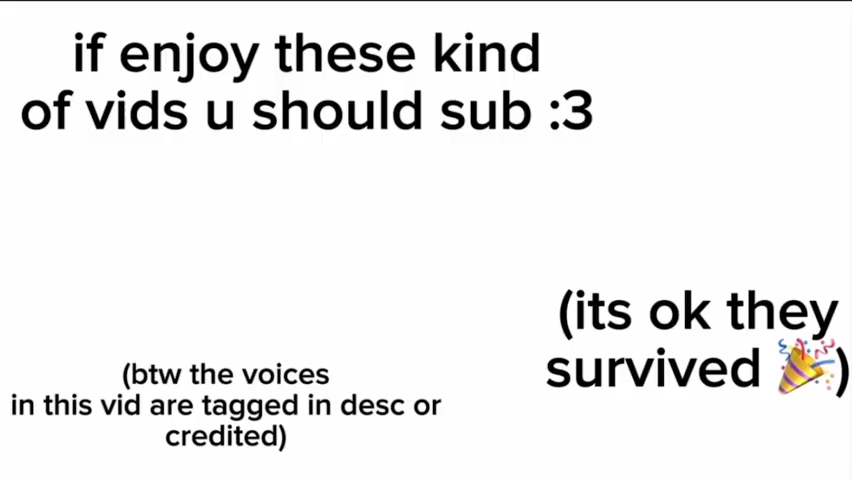 if enjoy these kind
of vids u should sub :3
(its ok they
survived 🎉)
(btw the voices
in this vid are tagged in desc or
credited)